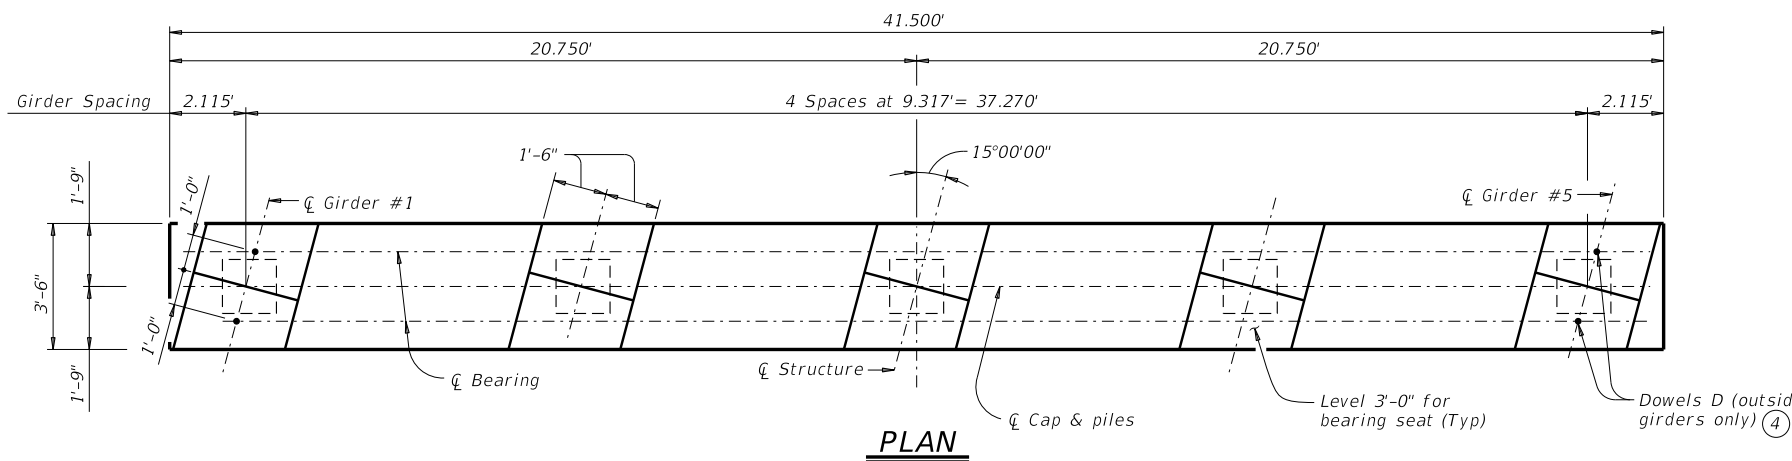 41.500'
20.750'
20.750'
Girder Spacing
2.115'
4 Spaces at 9.317'= 37.270'
2.115'
1'-6"
15°00'00"
1'-9"
1'-0"
℄ Girder #1
℄ Girder #5
3'-6"
1'-0"
1'-9"
℄ Bearing
℄ Structure
℄ Cap & piles
Level 3'-0" for
bearing seat (Typ)
Dowels D (outsid
girders only) 4
PLAN